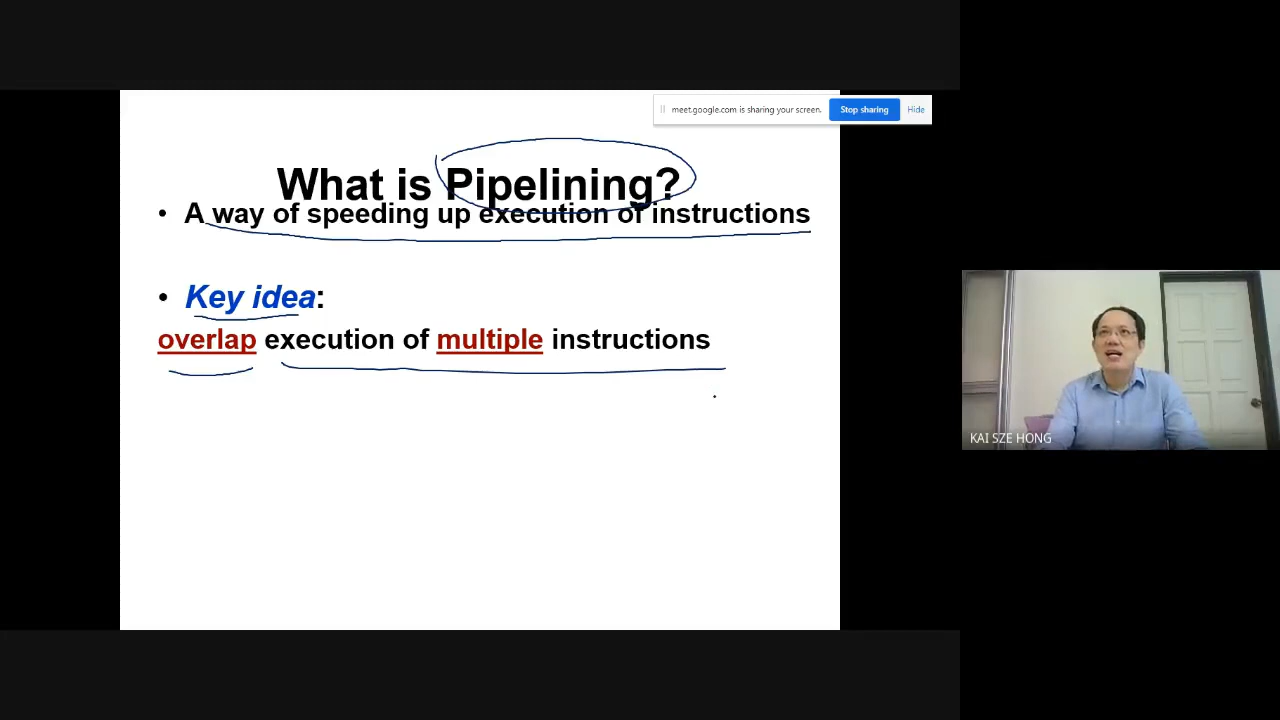 meet.google.com is sharing your screen. Stop sharing Hide
What is Pipelining?
• A way of speeding up execution of instructions
• Key idea:
overlap execution of multiple instructions
KAI SZE HONG